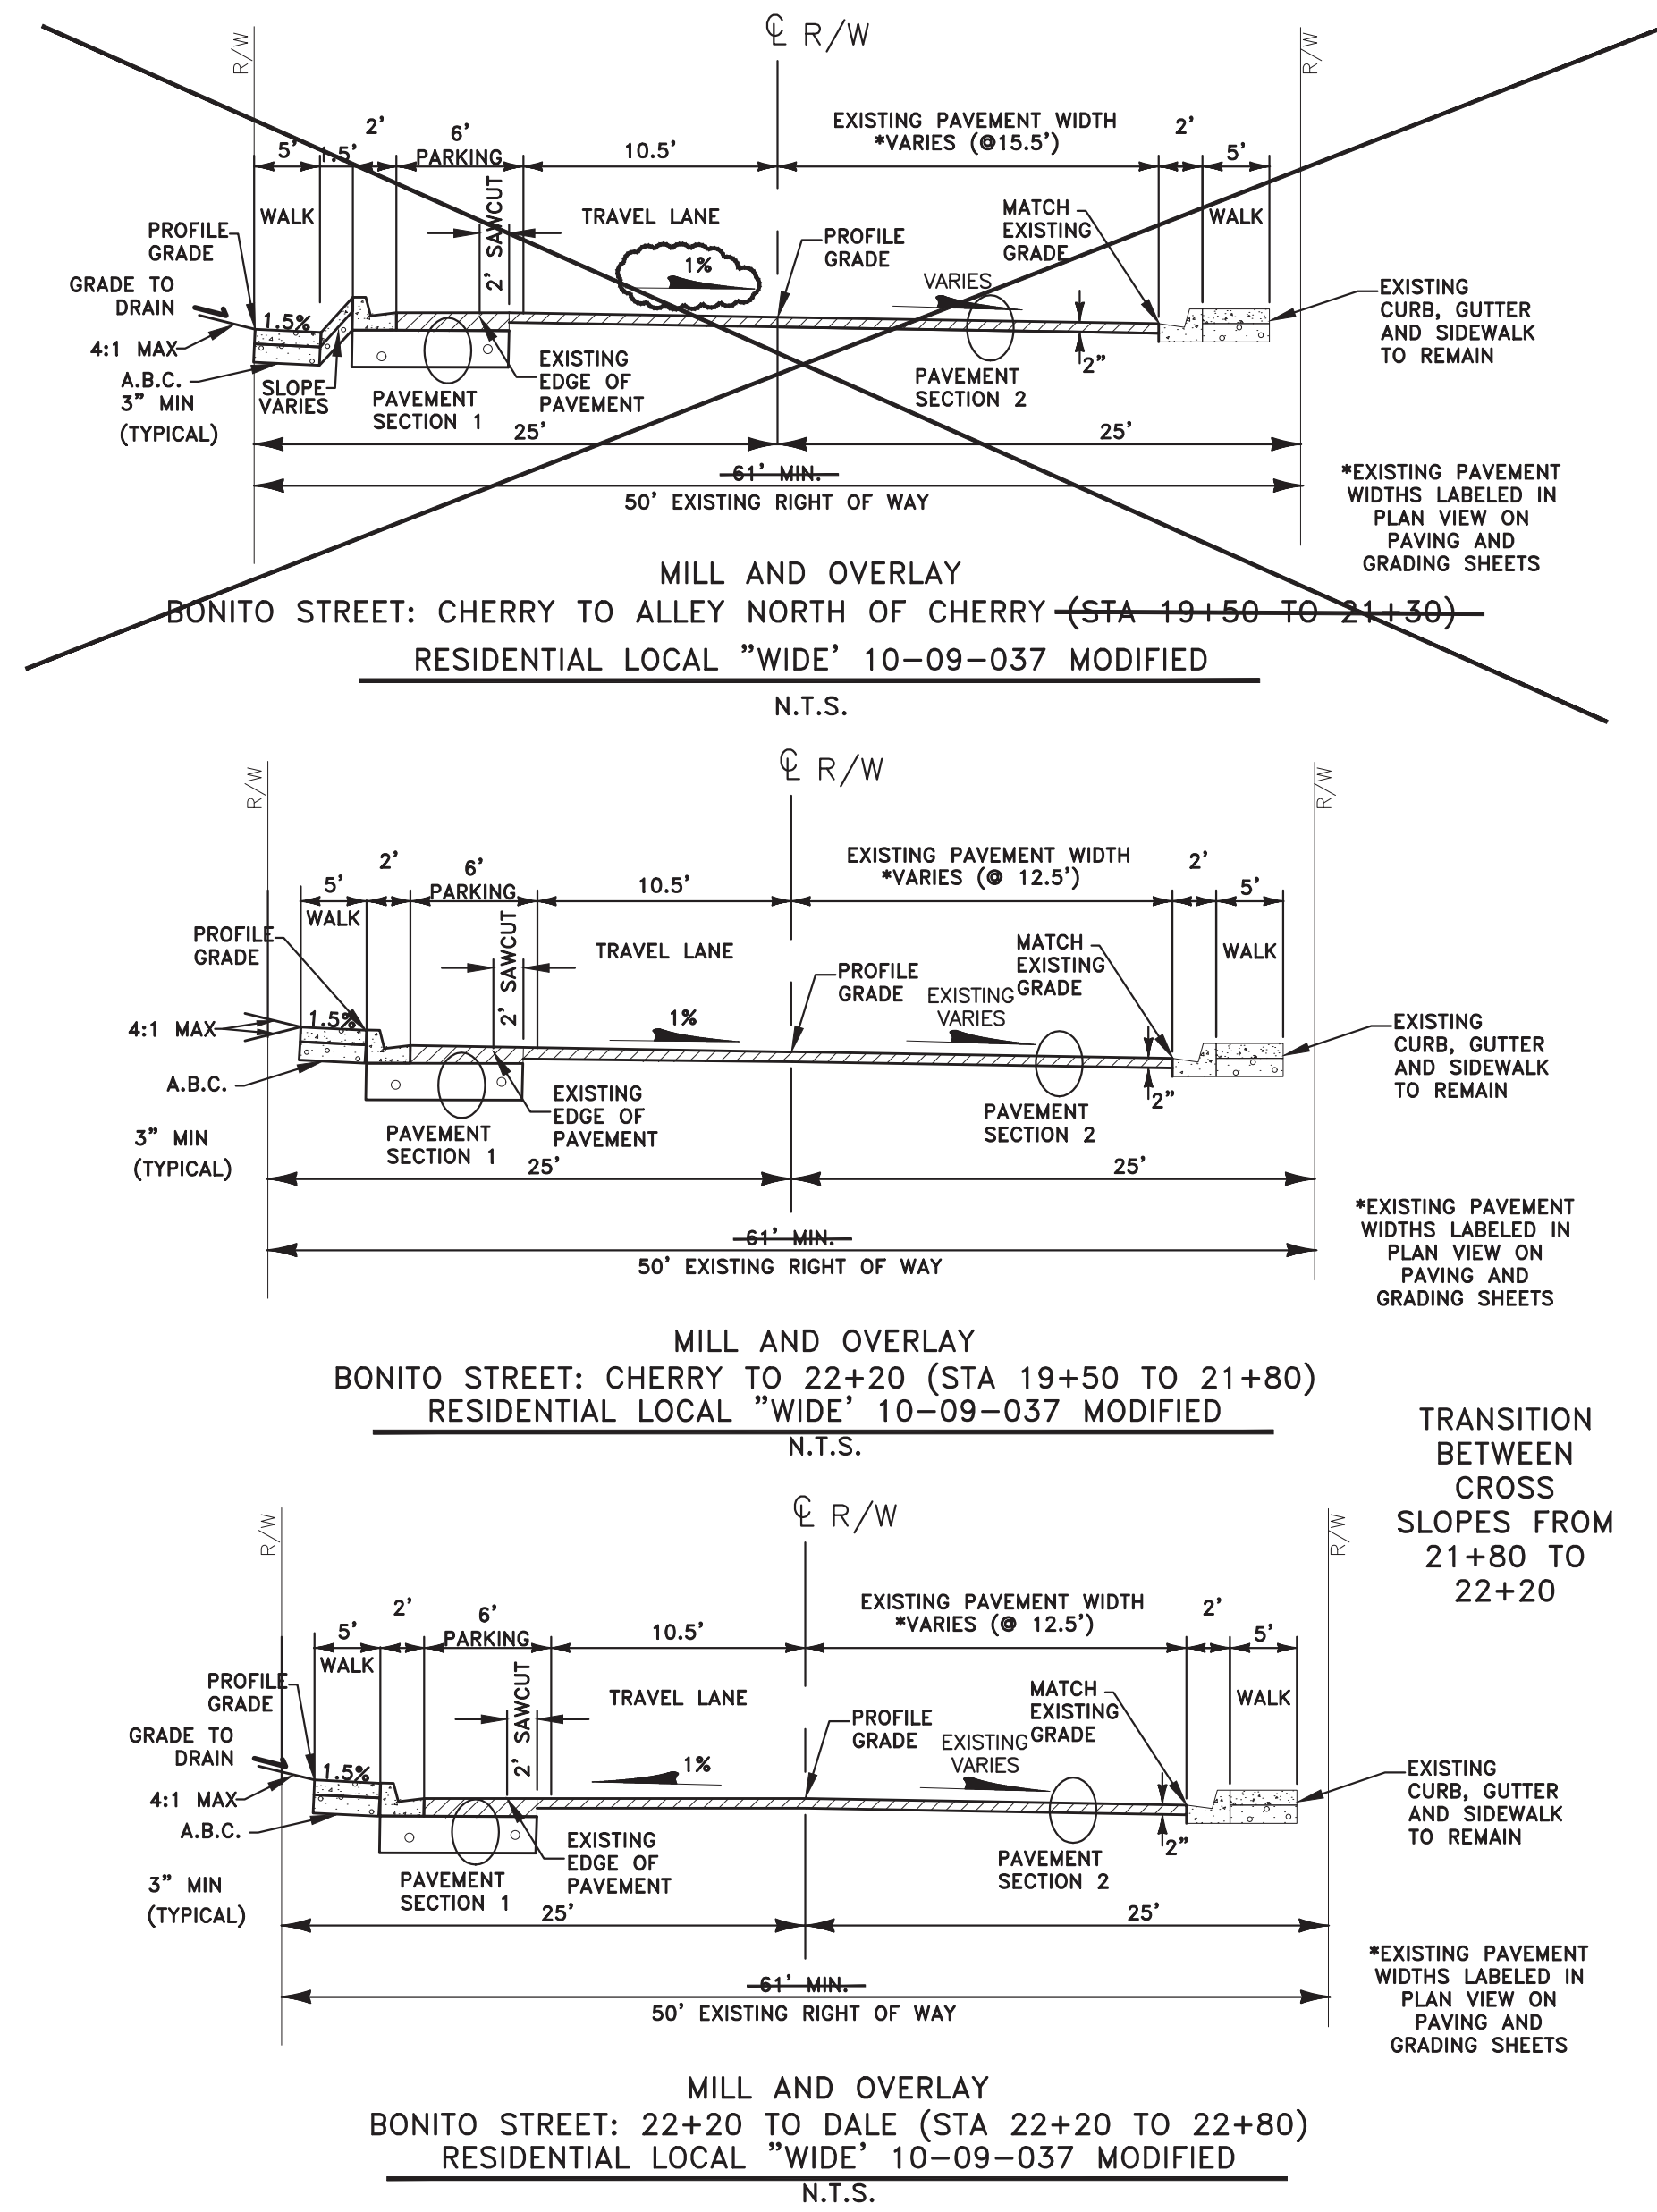 ℄ R/W
R/W
R/W
5'
1.5'
2'
6'
PARKING
10.5'
EXISTING PAVEMENT WIDTH
*VARIES (@15.5')
2'
5'
WALK
2' SAWCUT
TRAVEL LANE
MATCH
EXISTING
GRADE
WALK
PROFILE
GRADE
PROFILE
GRADE
1%
VARIES
GRADE TO
DRAIN
1.5%
4:1 MAX
EXISTING
CURB, GUTTER
AND SIDEWALK
TO REMAIN
A.B.C.
3" MIN
(TYPICAL)
SLOPE
VARIES
PAVEMENT
SECTION 1
EXISTING
EDGE OF
PAVEMENT
PAVEMENT
SECTION 2
2"
25'
25'
61' MIN.
50' EXISTING RIGHT OF WAY
*EXISTING PAVEMENT
WIDTHS LABELED IN
PLAN VIEW ON
PAVING AND
GRADING SHEETS
MILL AND OVERLAY
BONITO STREET: CHERRY TO ALLEY NORTH OF CHERRY (STA 19+50 TO 21+30)
RESIDENTIAL LOCAL "WIDE' 10-09-037 MODIFIED
N.T.S.
℄ R/W
R/W
R/W
5'
2'
6'
PARKING
10.5'
EXISTING PAVEMENT WIDTH
*VARIES (@ 12.5')
2'
5'
WALK
PROFILE
GRADE
2' SAWCUT
TRAVEL LANE
MATCH
EXISTING
GRADE
WALK
PROFILE
GRADE
EXISTING
VARIES
1%
4:1 MAX
1.5%
EXISTING
CURB, GUTTER
AND SIDEWALK
TO REMAIN
A.B.C.
3" MIN
(TYPICAL)
PAVEMENT
SECTION 1
EXISTING
EDGE OF
PAVEMENT
PAVEMENT
SECTION 2
2"
25'
25'
61' MIN.
50' EXISTING RIGHT OF WAY
*EXISTING PAVEMENT
WIDTHS LABELED IN
PLAN VIEW ON
PAVING AND
GRADING SHEETS
MILL AND OVERLAY
BONITO STREET: CHERRY TO 22+20 (STA 19+50 TO 21+80)
RESIDENTIAL LOCAL "WIDE' 10-09-037 MODIFIED
N.T.S.
TRANSITION
BETWEEN
CROSS
SLOPES FROM
21+80 TO
22+20
℄ R/W
R/W
R/W
5'
2'
6'
PARKING
10.5'
EXISTING PAVEMENT WIDTH
*VARIES (@ 12.5')
2'
5'
WALK
PROFILE
GRADE
2' SAWCUT
TRAVEL LANE
MATCH
EXISTING
GRADE
WALK
PROFILE
GRADE
EXISTING
VARIES
GRADE TO
DRAIN
1%
1.5%
4:1 MAX
EXISTING
CURB, GUTTER
AND SIDEWALK
TO REMAIN
A.B.C.
3" MIN
(TYPICAL)
PAVEMENT
SECTION 1
EXISTING
EDGE OF
PAVEMENT
PAVEMENT
SECTION 2
2"
25'
25'
61' MIN.
50' EXISTING RIGHT OF WAY
*EXISTING PAVEMENT
WIDTHS LABELED IN
PLAN VIEW ON
PAVING AND
GRADING SHEETS
MILL AND OVERLAY
BONITO STREET: 22+20 TO DALE (STA 22+20 TO 22+80)
RESIDENTIAL LOCAL "WIDE' 10-09-037 MODIFIED
N.T.S.